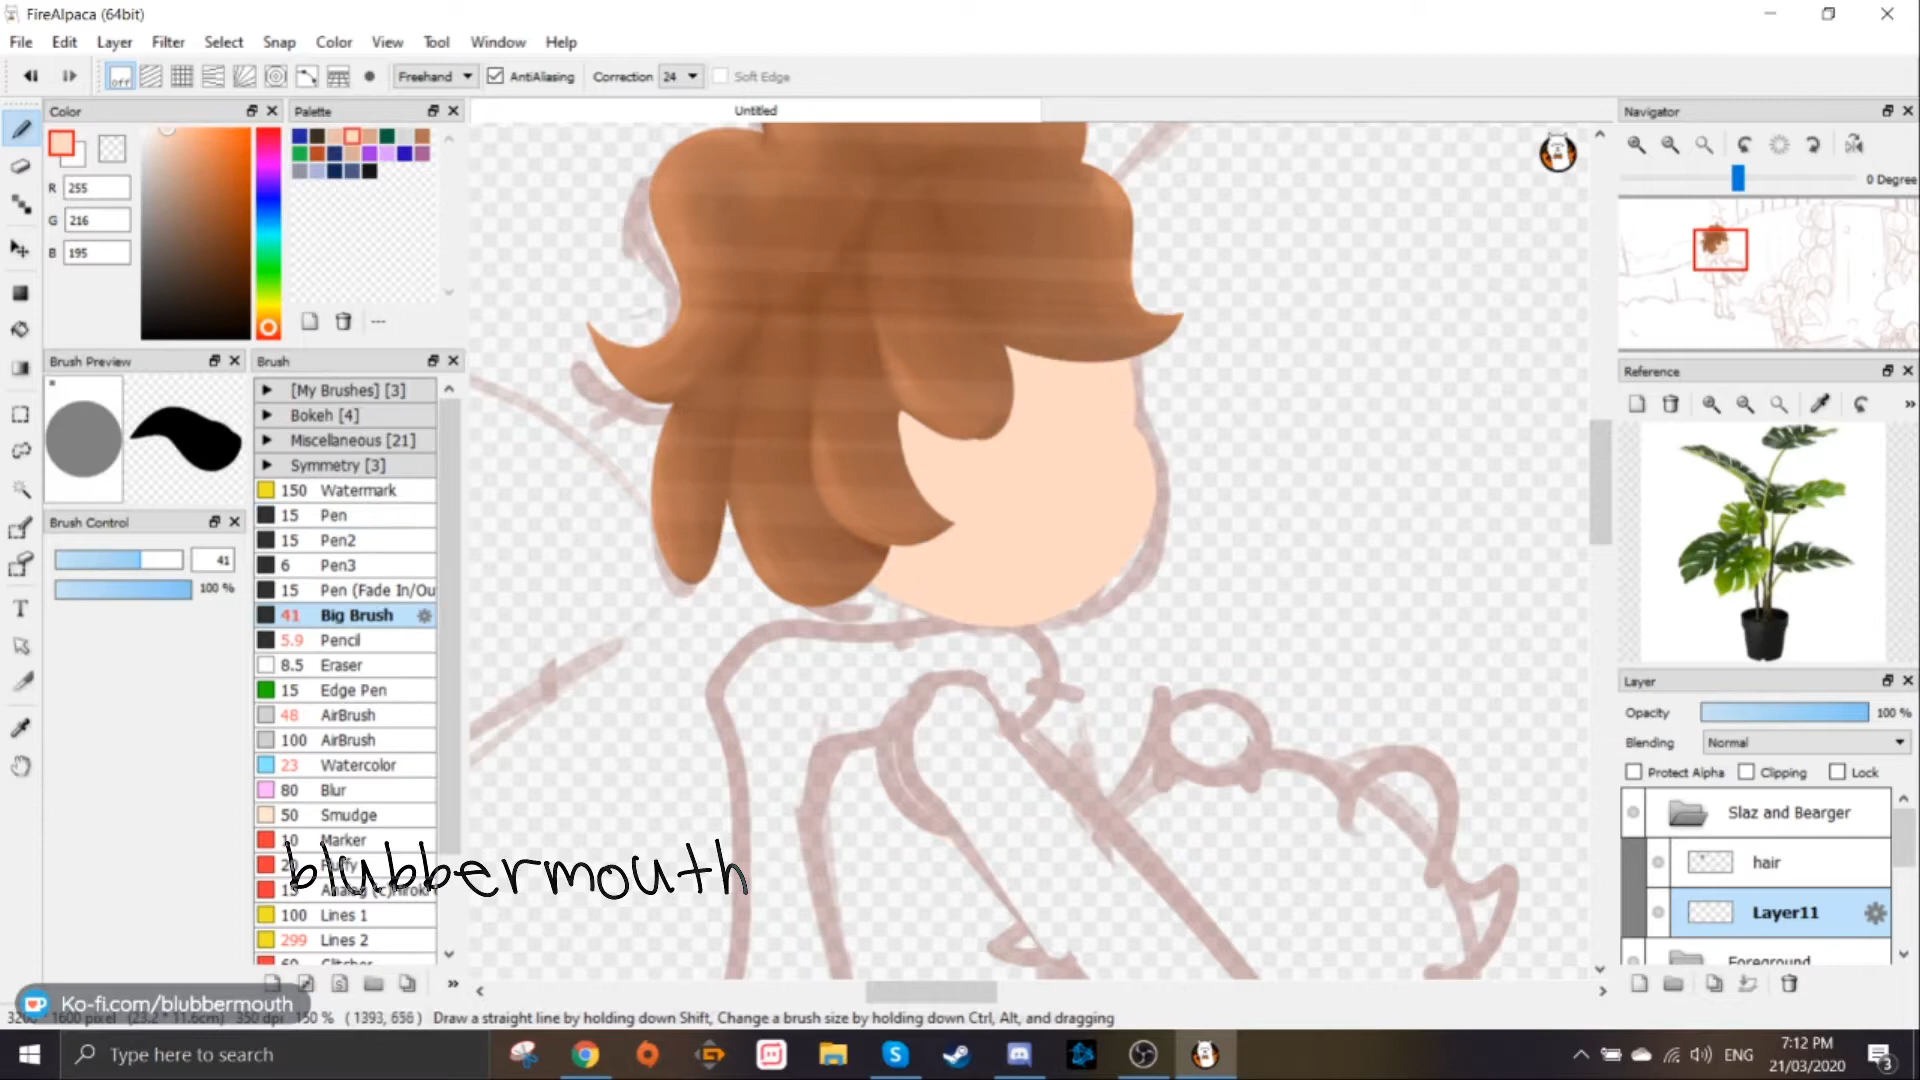 FireAlpaca (64bit)
File Edit Layer Filter Select Snap Color View Tool Window Help
off Freehand AntiAliasing Correction 24 Soft Edge
Color Palette Untitled Navigator
R 255
G 216
B 195
0 Degree
Brush Preview Brush
[My Brushes] [3]
Bokeh [4]
Miscellaneous [21]
Symmetry [3]
150 Watermark
15 Pen
15 Pen2
6 Pen3
15 Pen (Fade In/Ou
41 Big Brush
5.9 Pencil
8.5 Eraser
15 Edge Pen
48 AirBrush
100 AirBrush
23 Watercolor
80 Blur
50 Smudge
10 Marker
100 Lines 1
299 Lines 2
Brush Control
41
100 %
blubbermouth
Reference
Layer
Opacity 100 %
Blending Normal
Protect Alpha Clipping Lock
Slaz and Bearger
hair
Layer11
Foreground
Ko-fi.com/blubbermouth
350 dpi 150 % ( 1393, 656 ) Draw a straight line by holding down Shift, Change a brush size by holding down Ctrl, Alt, and dragging
Type here to search
ENG
7:12 PM
21/03/2020
3